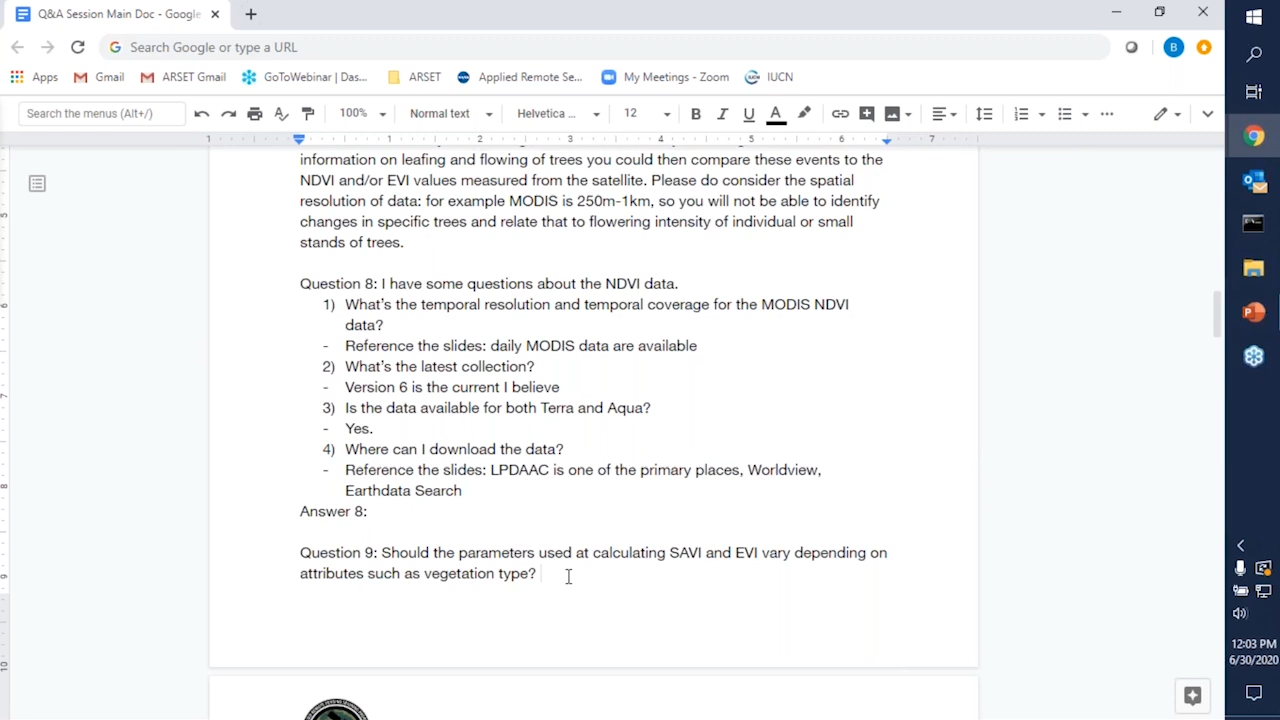 Q&A Session Main Doc - Google
Search Google or type a URL
B
Apps
Gmail
ARSET Gmail
GoToWebinar | Das...
ARSET
Applied Remote Se...
My Meetings - Zoom
IUCN
Search the menus (Alt+/)
100%
Normal text
Helvetica ...
12
B I U A
1 1 2 3 4 5 6 7
information on leafing and flowing of trees you could then compare these events to the
NDVI and/or EVI values measured from the satellite. Please do consider the spatial
resolution of data: for example MODIS is 250m-1km, so you will not be able to identify
changes in specific trees and relate that to flowering intensity of individual or small
stands of trees.
Question 8: I have some questions about the NDVI data.
1) What's the temporal resolution and temporal coverage for the MODIS NDVI
data?
- Reference the slides: daily MODIS data are available
2) What's the latest collection?
- Version 6 is the current I believe
3) Is the data available for both Terra and Aqua?
- Yes.
4) Where can I download the data?
- Reference the slides: LPDAAC is one of the primary places, Worldview,
Earthdata Search
Answer 8:
Question 9: Should the parameters used at calculating SAVI and EVI vary depending on
attributes such as vegetation type?
12:03 PM
6/30/2020